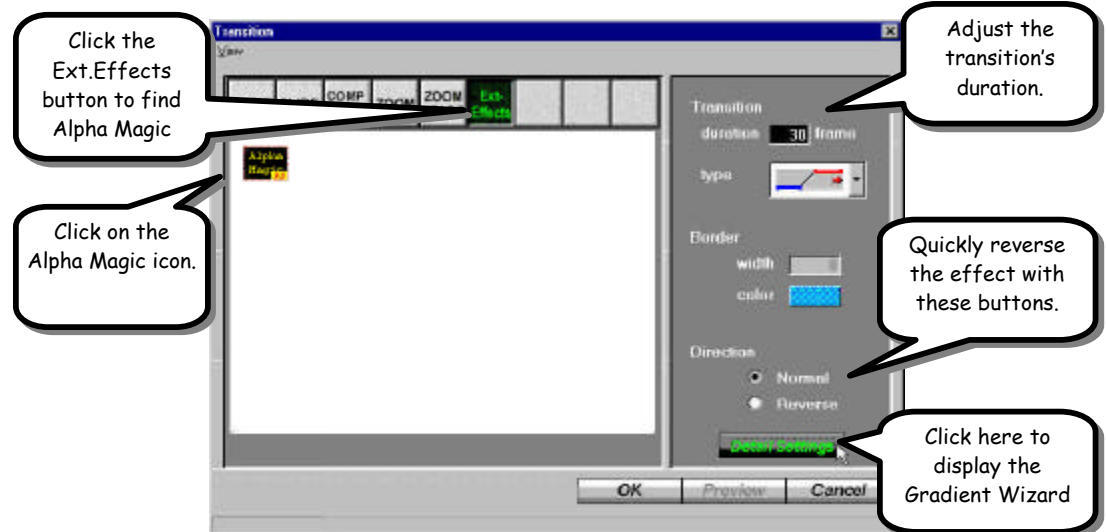 Click the
Ext.Effects
button to find
Alpha Magic
Click on the
Alpha Magic icon.
Transition
View
COMP
ZOOM
ZOOM
Ext-
Effects
Alpha
Magic
Transition
duration 30 frame
type
Border
width
color
Direction
Normal
Reverse
Detail Settings
OK Preview Cancel
Adjust the
transition's
duration.
Quickly reverse
the effect with
these buttons.
Click here to
display the
Gradient Wizard